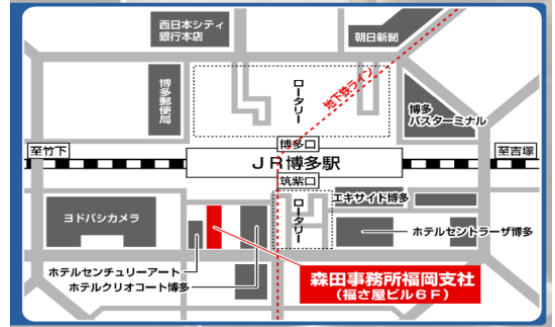 西日本シティ
銀行本店
朝日新聞
博多郵便局
ロータリー
地下鉄ライン
博多
バスターミナル
博多口
至竹下
JR博多駅
至吉塚
筑紫口
エキサイド博多
ロータリー
ヨドバシカメラ
ホテルセントラーザ博多
ホテルセンチュリーアート
ホテルクリオコート博多
森田事務所福岡支社
(福さ屋ビル6F)